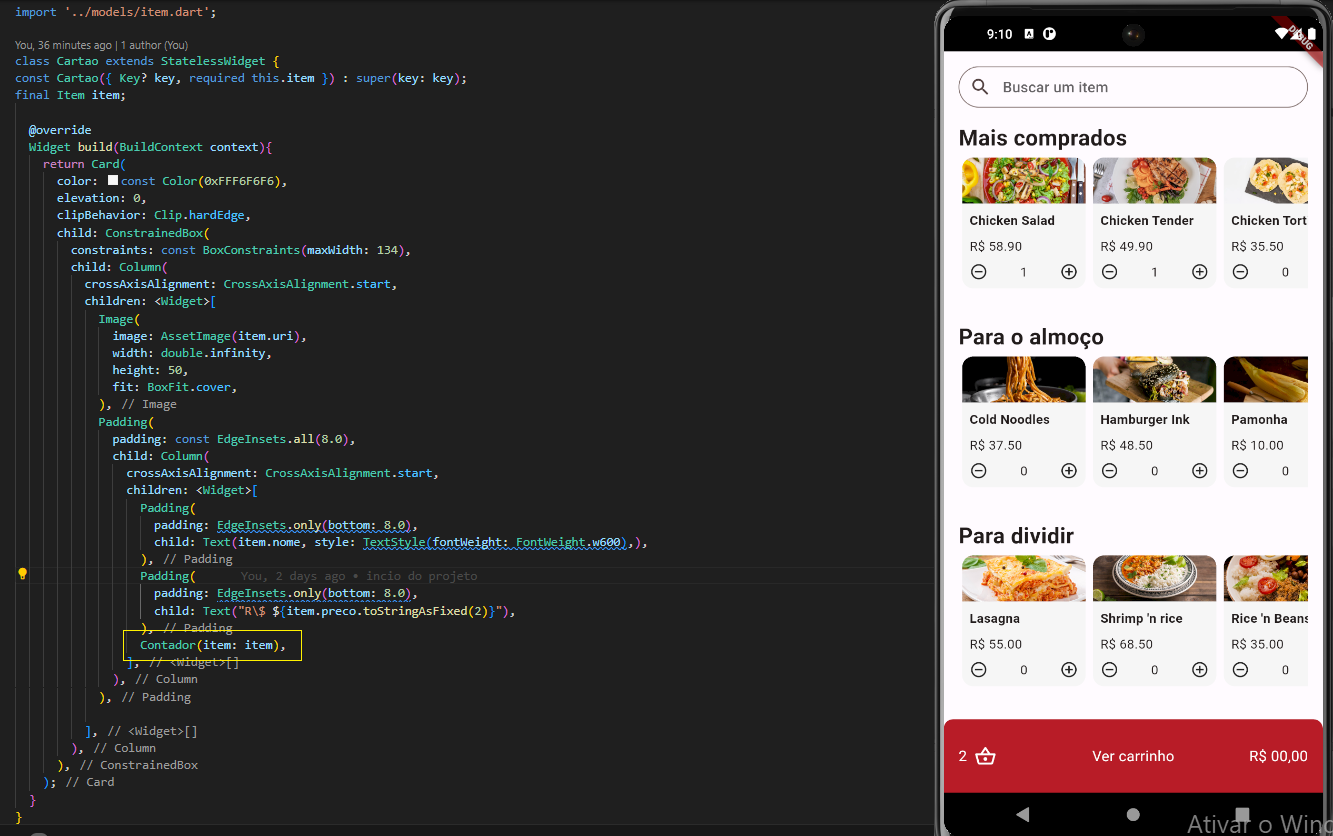 import '../models/item.dart';
You, 36 minutes ago | 1 author (You)
class Cartao extends StatelessWidget {
const Cartao({ Key? key, required this.item }) : super(key: key);
final Item item;
@override
Widget build(BuildContext context){
return Card(
color: const Color(0xFFF6F6F6),
elevation: 0,
clipBehavior: Clip.hardEdge,
child: ConstrainedBox(
constraints: const BoxConstraints(maxWidth: 134),
child: Column(
crossAxisAlignment: CrossAxisAlignment.start,
children: <Widget>[
Image(
image: AssetImage(item.uri),
width: double.infinity,
height: 50,
fit: BoxFit.cover,
), // Image
Padding(
padding: const EdgeInsets.all(8.0),
child: Column(
crossAxisAlignment: CrossAxisAlignment.start,
children: <Widget>[
Padding(
padding: EdgeInsets.only(bottom: 8.0),
child: Text(item.nome, style: TextStyle(fontWeight: FontWeight.w600),),
), // Padding
Padding( You, 2 days ago • incio do projeto
padding: EdgeInsets.only(bottom: 8.0),
child: Text("R\$ ${item.preco.toStringAsFixed(2)}"),
), // Padding
Contador(item: item),
], // <Widget>[]
), // Column
), // Padding
], // <Widget>[]
), // Column
), // ConstrainedBox
); // Card
}
}
9:10
DEBUG
Buscar um item
Mais comprados
Chicken Salad Chicken Tender Chicken Tort
R$ 58.90 R$ 49.90 R$ 35.50
1 1 0
Para o almoço
Cold Noodles Hamburger Ink Pamonha
R$ 37.50 R$ 48.50 R$ 10.00
0 0 0
Para dividir
Lasagna Shrimp 'n rice Rice 'n Beans
R$ 55.00 R$ 68.50 R$ 35.00
0 0 0
2 Ver carrinho R$ 00,00
Ativar o Wind